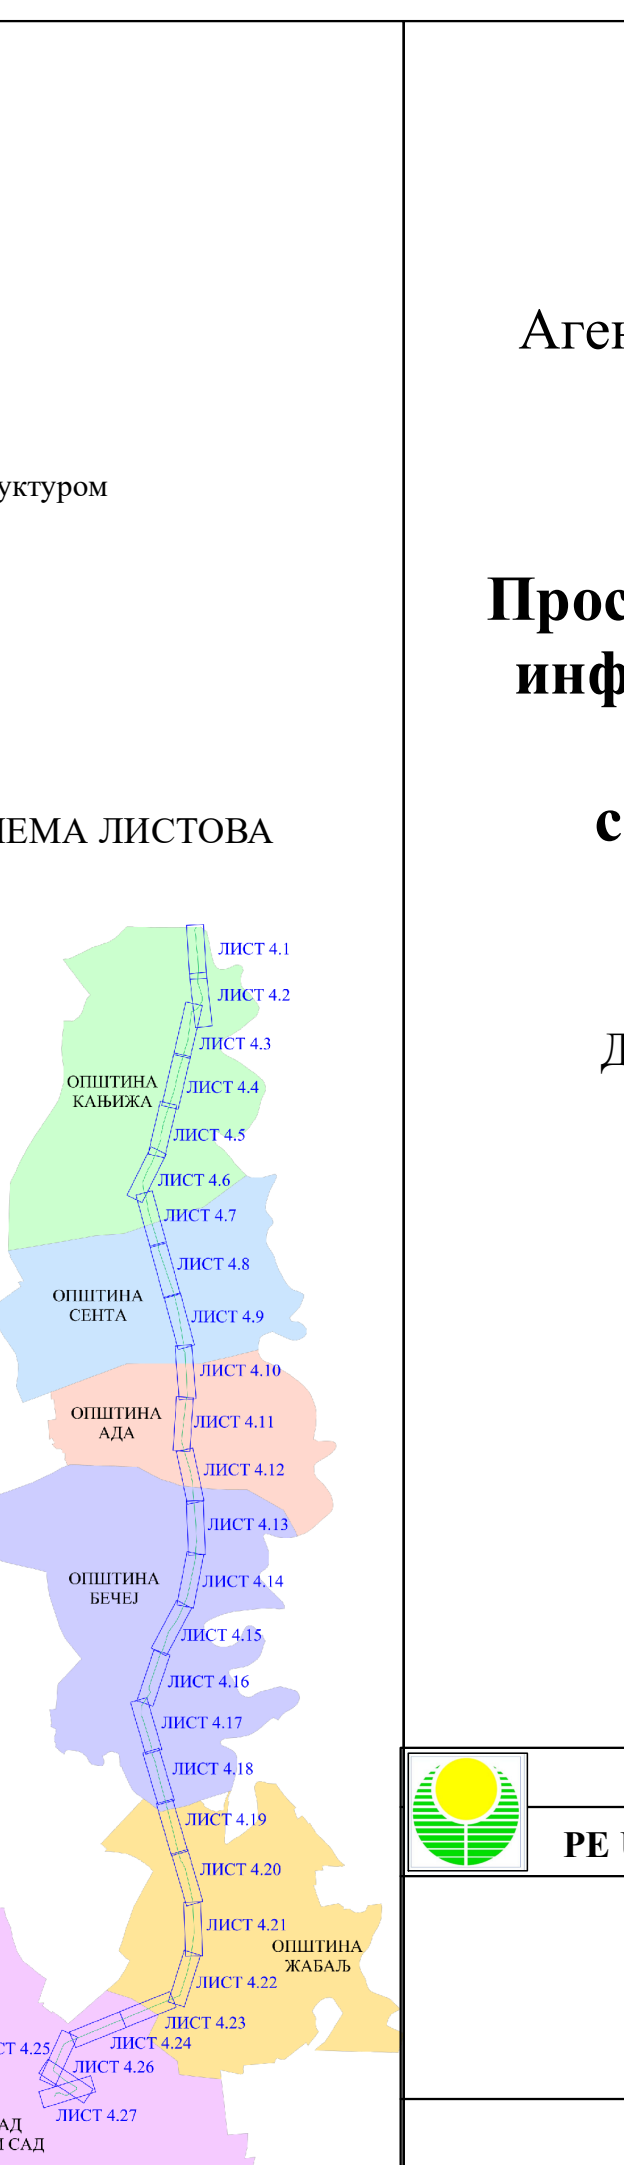 Аген
уктуром
Прос
инф
с
ЕМА ЛИСТОВА
Д
ЛИСТ 4.1
ЛИСТ 4.2
ЛИСТ 4.3
ОПШТИНА
КАЊИЖА
ЛИСТ 4.4
ЛИСТ 4.5
ЛИСТ 4.6
ЛИСТ 4.7
ЛИСТ 4.8
ОПШТИНА
СЕНТА
ЛИСТ 4.9
ЛИСТ 4.10
ОПШТИНА
АДА
ЛИСТ 4.11
ЛИСТ 4.12
ЛИСТ 4.13
ОПШТИНА
БЕЧЕЈ
ЛИСТ 4.14
ЛИСТ 4.15
ЛИСТ 4.16
ЛИСТ 4.17
ЛИСТ 4.18
ЛИСТ 4.19
PE U
ЛИСТ 4.20
ЛИСТ 4.21
ОПШТИНА
ЖАБАЉ
ЛИСТ 4.22
ЛИСТ 4.23
ЛИСТ 4.24
СТ 4.25
ЛИСТ 4.26
ЛИСТ 4.27
АД
И САД